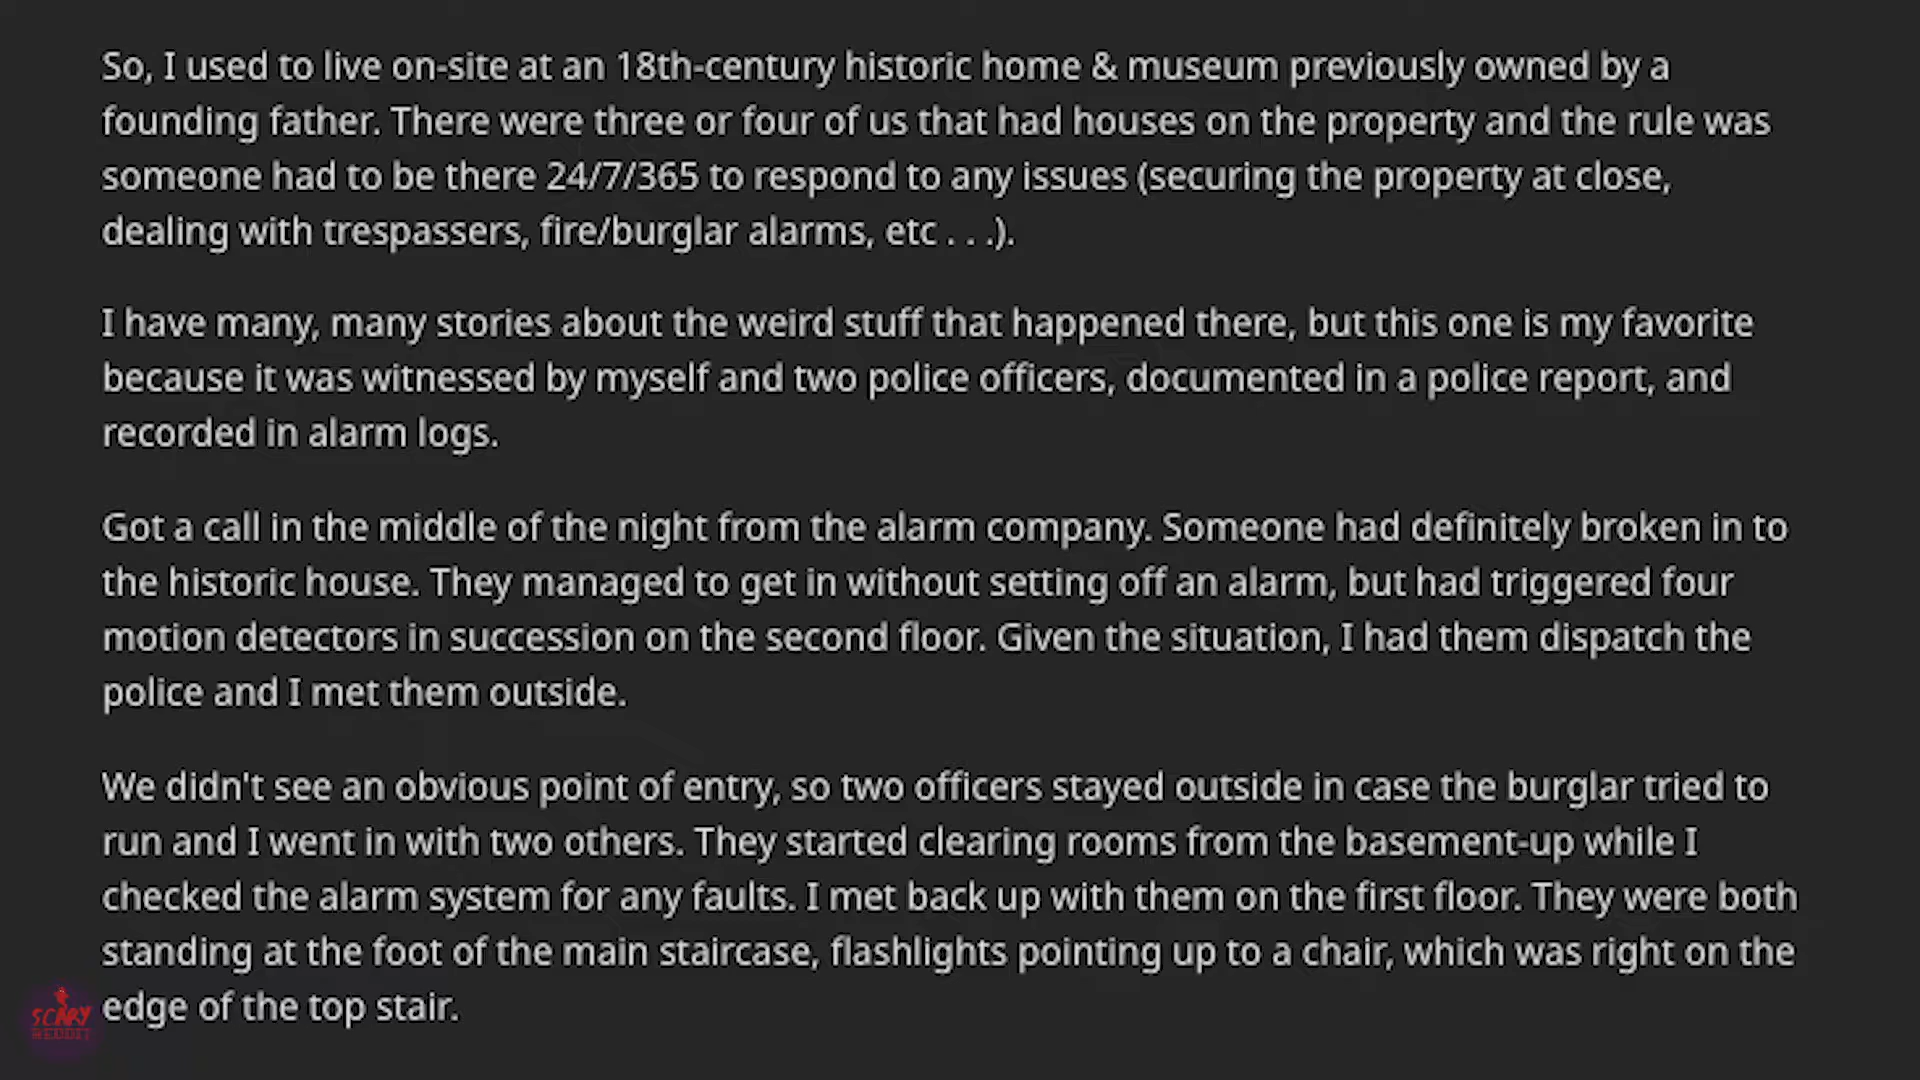 So, I used to live on-site at an 18th-century historic home & museum previously owned by a
founding father. There were three or four of us that had houses on the property and the rule was
someone had to be there 24/7/365 to respond to any issues (securing the property at close,
dealing with trespassers, fire/burglar alarms, etc . . .).
I have many, many stories about the weird stuff that happened there, but this one is my favorite
because it was witnessed by myself and two police officers, documented in a police report, and
recorded in alarm logs.
Got a call in the middle of the night from the alarm company. Someone had definitely broken in to
the historic house. They managed to get in without setting off an alarm, but had triggered four
motion detectors in succession on the second floor. Given the situation, I had them dispatch the
police and I met them outside.
We didn't see an obvious point of entry, so two officers stayed outside in case the burglar tried to
run and I went in with two others. They started clearing rooms from the basement-up while I
checked the alarm system for any faults. I met back up with them on the first floor. They were both
standing at the foot of the main staircase, flashlights pointing up to a chair, which was right on the
edge of the top stair.
SCARY
REDDIT